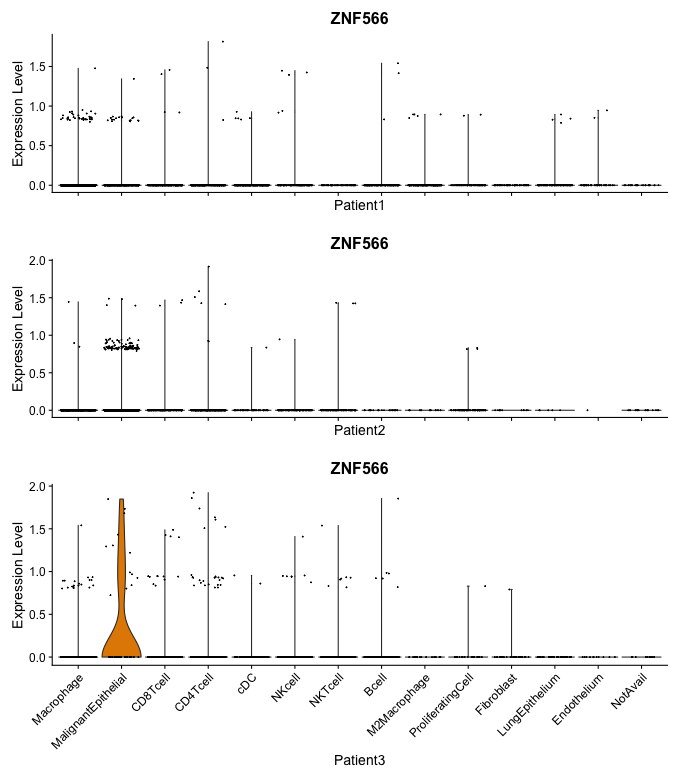 ZNF566
Expression Level
1.5
1.0
0.5
0.0
Patient1
ZNF566
Expression Level
2.0
1.5
1.0
0.5
0.0
Patient2
ZNF566
Expression Level
2.0
1.5
1.0
0.5
0.0
Macrophage
MalignantEpithelial
CD8Tcell
CD4Tcell
cDC
NKcell
NKTcell
Bcell
M2Macrophage
ProliferatingCell
Fibroblast
LungEpithelium
Endothelium
NotAvail
Patient3